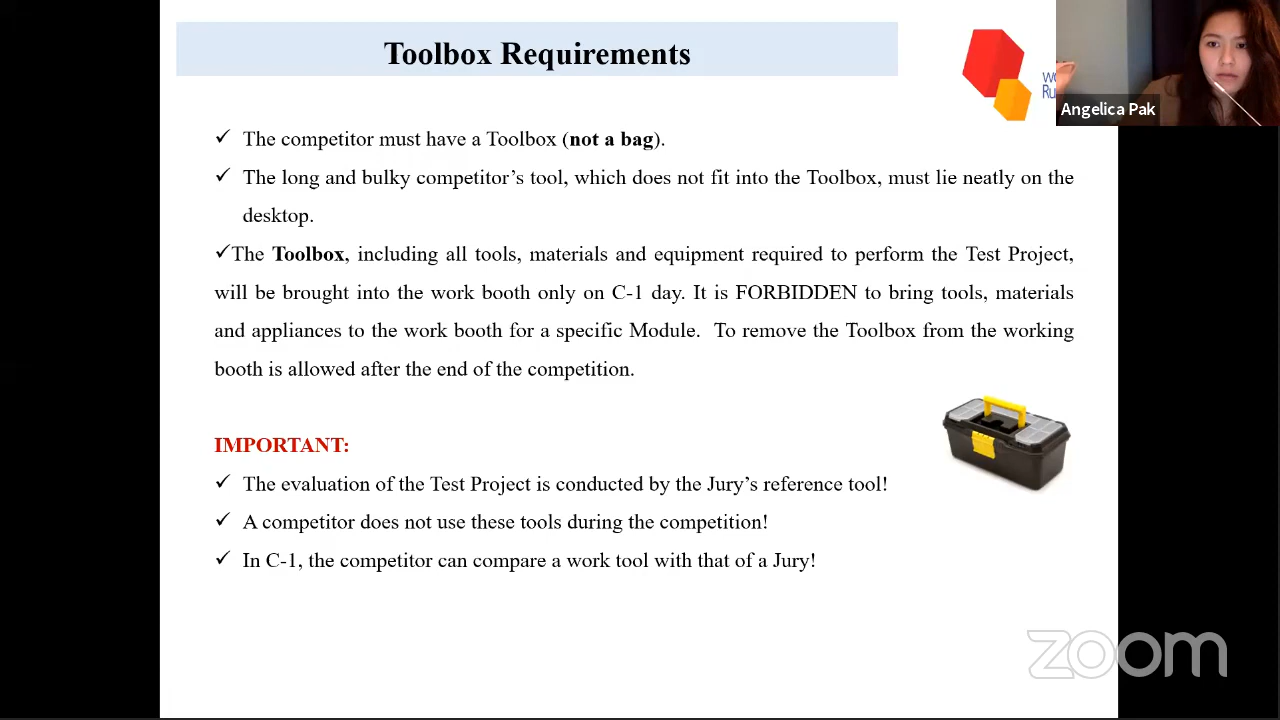 Toolbox Requirements
Angelica Pak
✓ The competitor must have a Toolbox (not a bag).
✓ The long and bulky competitor’s tool, which does not fit into the Toolbox, must lie neatly on the
desktop.
✓The Toolbox, including all tools, materials and equipment required to perform the Test Project,
will be brought into the work booth only on C-1 day. It is FORBIDDEN to bring tools, materials
and appliances to the work booth for a specific Module. To remove the Toolbox from the working
booth is allowed after the end of the competition.
IMPORTANT:
✓ The evaluation of the Test Project is conducted by the Jury’s reference tool!
✓ A competitor does not use these tools during the competition!
✓ In C-1, the competitor can compare a work tool with that of a Jury!
zoom